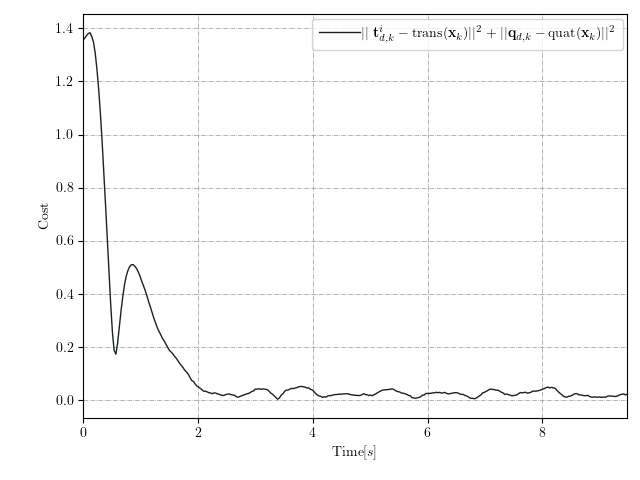 || t^i_{d,k} − trans(x_k)||^2 + ||q_{d,k} − quat(x_k)||^2
1.4
1.2
1.0
0.8
0.6
0.4
0.2
0.0
Cost
0 2 4 6 8
Time[s]